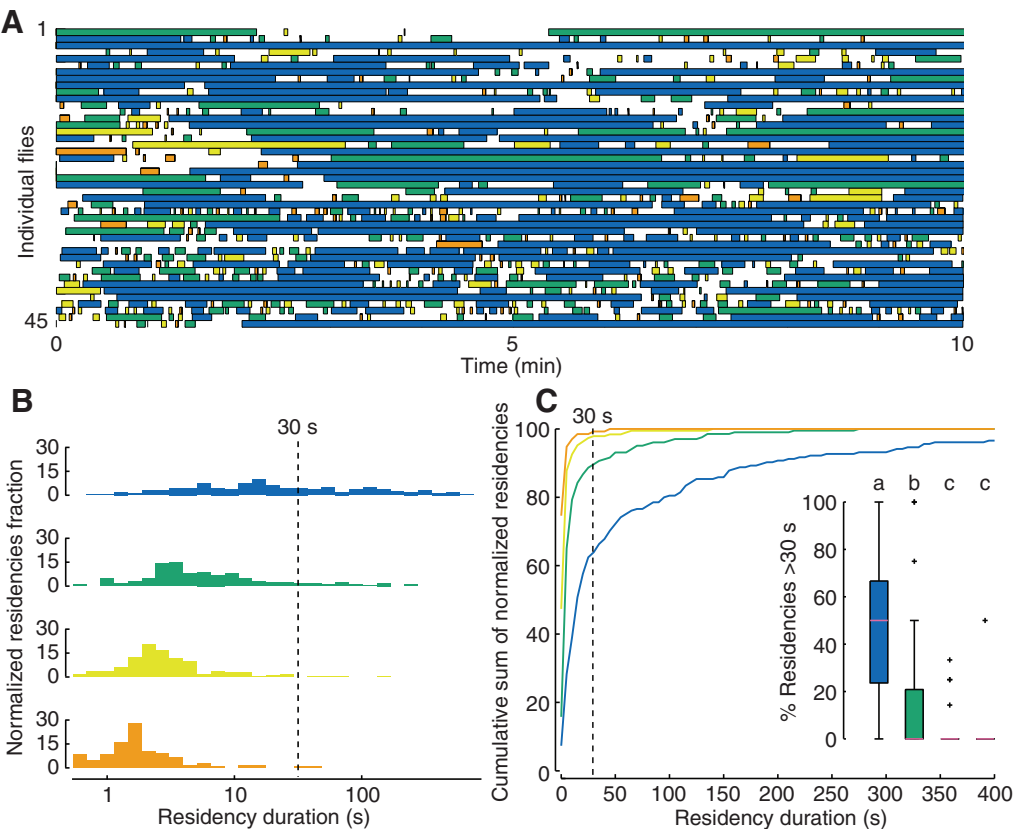 A
1
Individual flies
45
0 5 10
Time (min)
B
30 s
Normalized residencies fraction
30
15
0
30
15
0
30
15
0
30
15
0
1 10 100
Residency duration (s)
C
30 s
Cumulative sum of normalized residencies
100
80
60
40
20
0
0 50 100 150 200 250 300 350 400
Residency duration (s)
a b c c
% Residencies >30 s
100
80
60
40
20
0